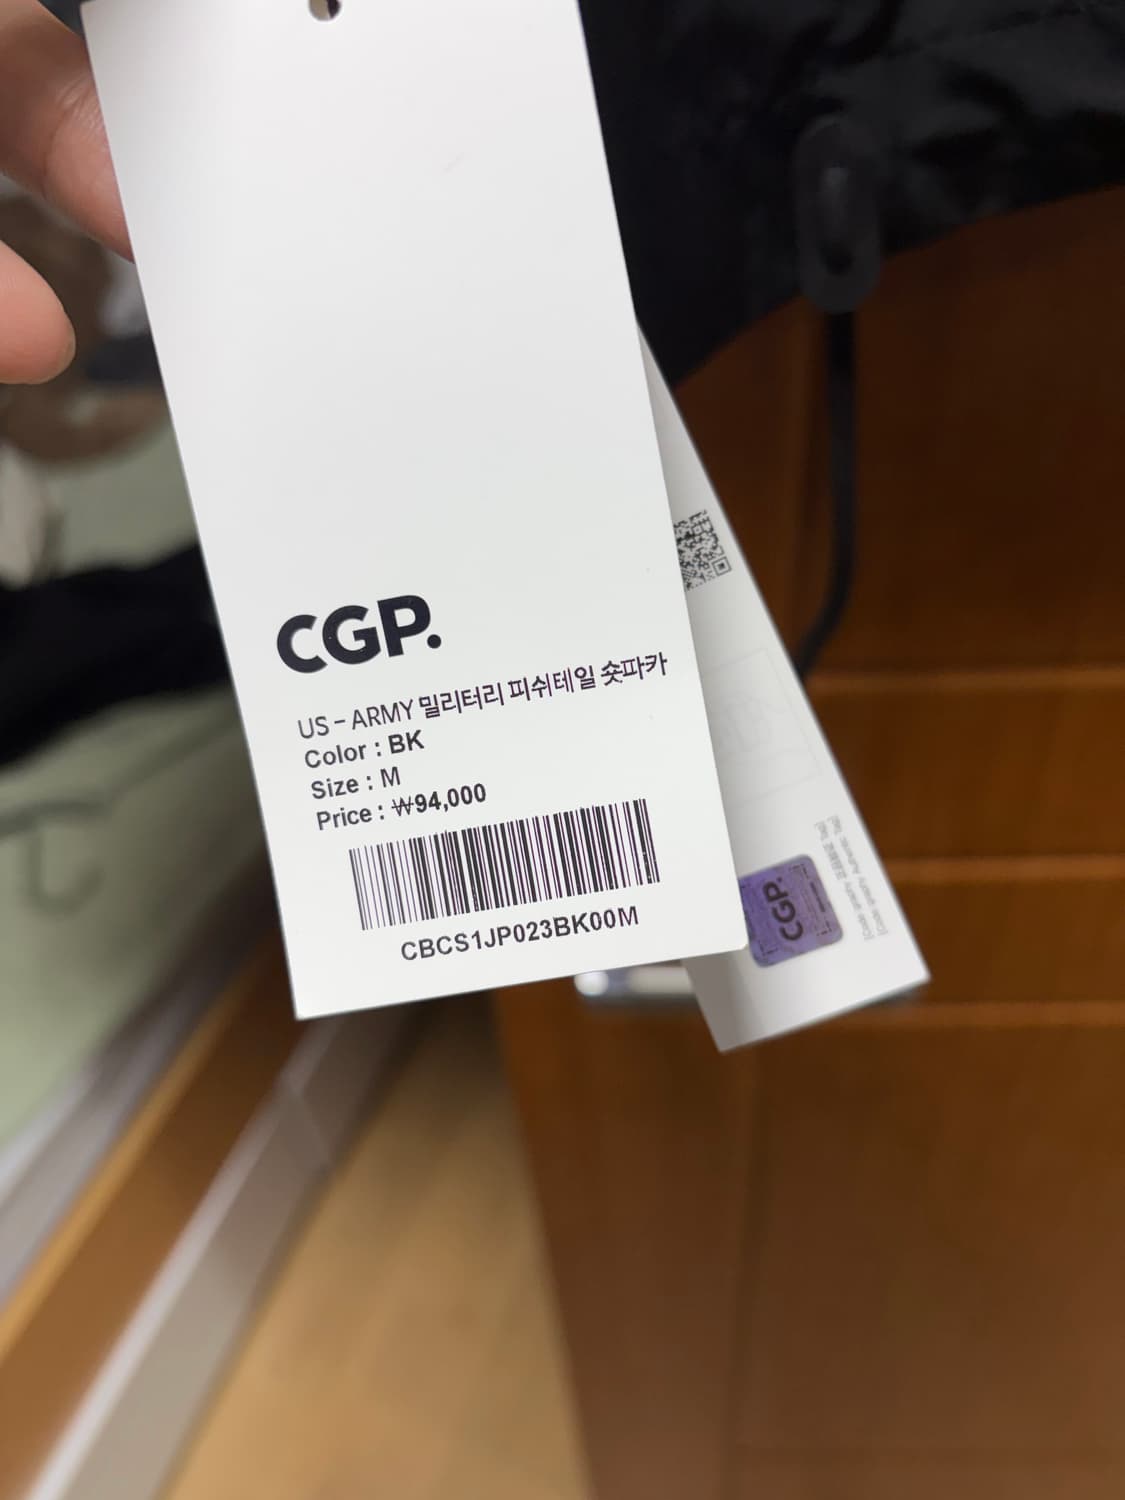 CGP.
US - ARMY 밀리터리 피쉬테일 숏파카
Color : BK
Size : M
Price : ₩94,000
CBCS1JP023BK00M
CGP.